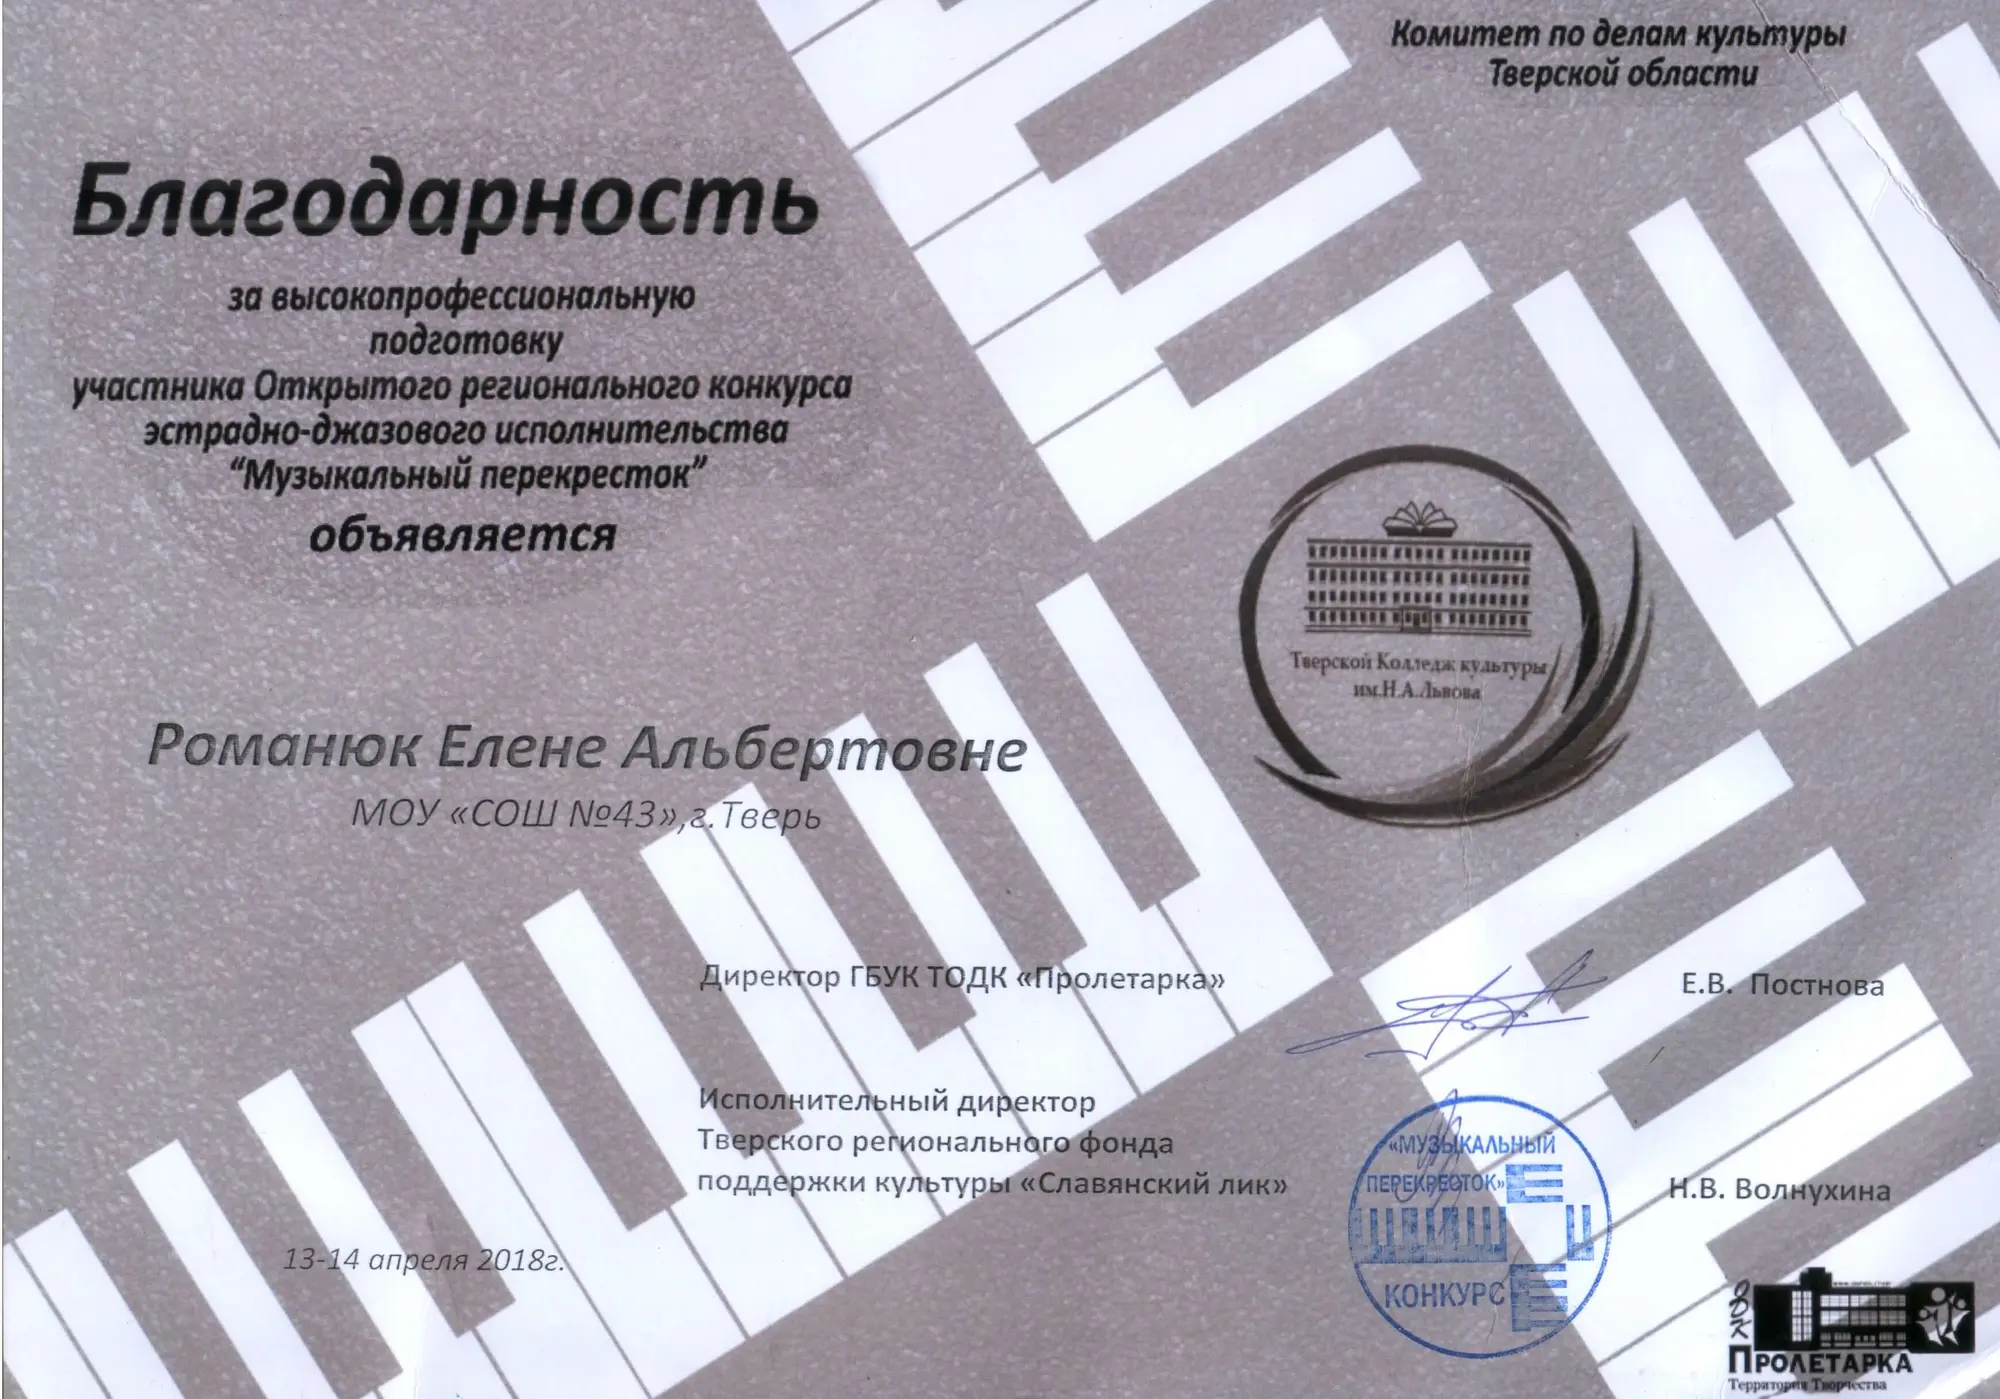 Комитет по делам культуры
Тверской области
Благодарность
за высокопрофессиональную
подготовку
участника Открытого регионального конкурса
эстрадно-джазового исполнительства
“Музыкальный перекресток”
объявляется
Тверской Колледж культуры
им.Н.А.Львова
Романюк Елене Альбертовне
МОУ «СОШ №43»,г.Тверь
Директор ГБУК ТОДК «Пролетарка»
Е.В. Постнова
Исполнительный директор
Тверского регионального фонда
поддержки культуры «Славянский лик»
Н.В. Волнухина
«МУЗЫКАЛЬНЫЙ
ПЕРЕКРЕСТОК»
КОНКУРС
13-14 апреля 2018г.
ДК
ПРОЛЕТАРКА
Территория Творчества